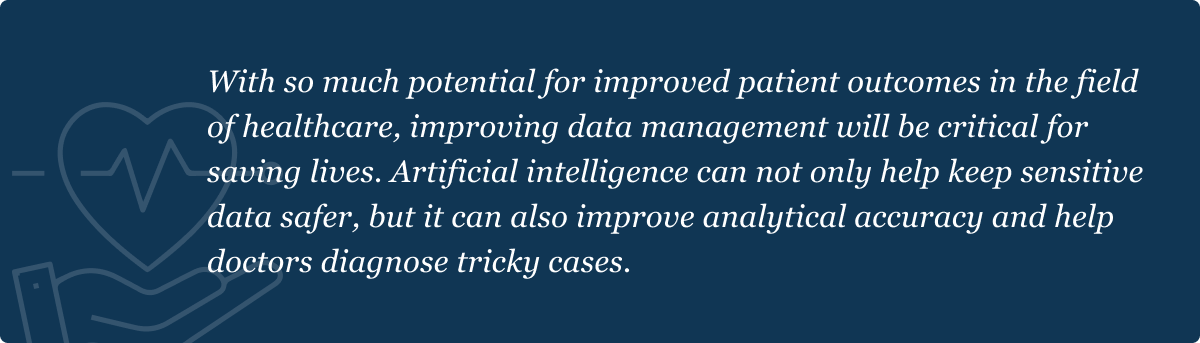 With so much potential for improved patient outcomes in the field
of healthcare, improving data management will be critical for
saving lives. Artificial intelligence can not only help keep sensitive
data safer, but it can also improve analytical accuracy and help
doctors diagnose tricky cases.